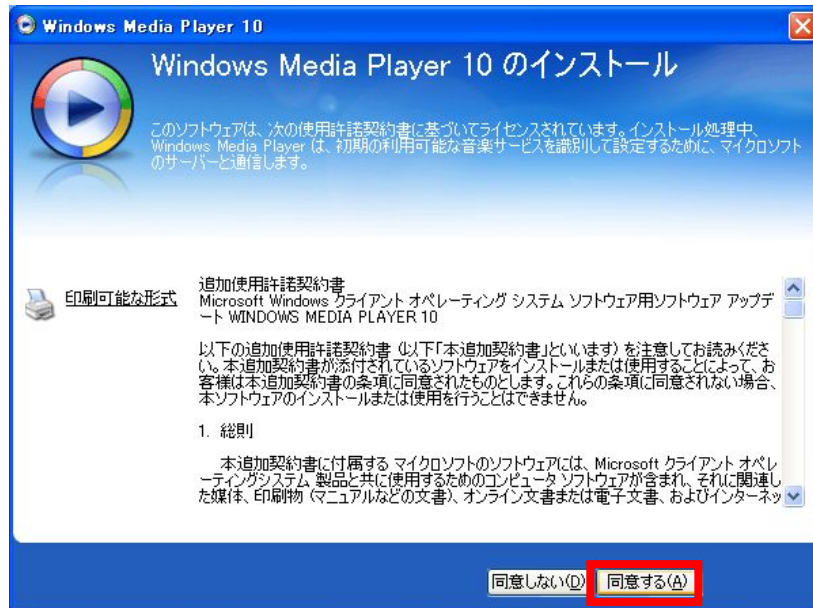 Windows Media Player 10
Windows Media Player 10 のインストール
このソフトウェアは、次の使用許諾契約書に基づいてライセンスされています。インストール処理中、
Windows Media Player は、初期の利用可能な音楽サービスを識別して設定するために、マイクロソフト
のサーバーと通信します。
印刷可能な形式
追加使用許諾契約書
Microsoft Windows クライアント オペレーティング システム ソフトウェア用ソフトウェア アップデ
ート WINDOWS MEDIA PLAYER 10
以下の追加使用許諾契約書 (以下「本追加契約書」といいます) を注意してお読みくださ
い。本追加契約書が添付されているソフトウェアをインストールまたは使用することによって、お
客様は本追加契約書の条項に同意されたものとします。これらの条項に同意されない場合、
本ソフトウェアのインストールまたは使用を行うことはできません。
1. 総則
本追加契約書に付属する マイクロソフトのソフトウェアには、Microsoft クライアント オペレ
ーティングシステム 製品と共に使用するためのコンピュータ ソフトウェアが含まれ、それに関連し
た媒体、印刷物 (マニュアルなどの文書)、オンライン文書または電子文書、およびインターネッ
同意しない(D)
同意する(A)